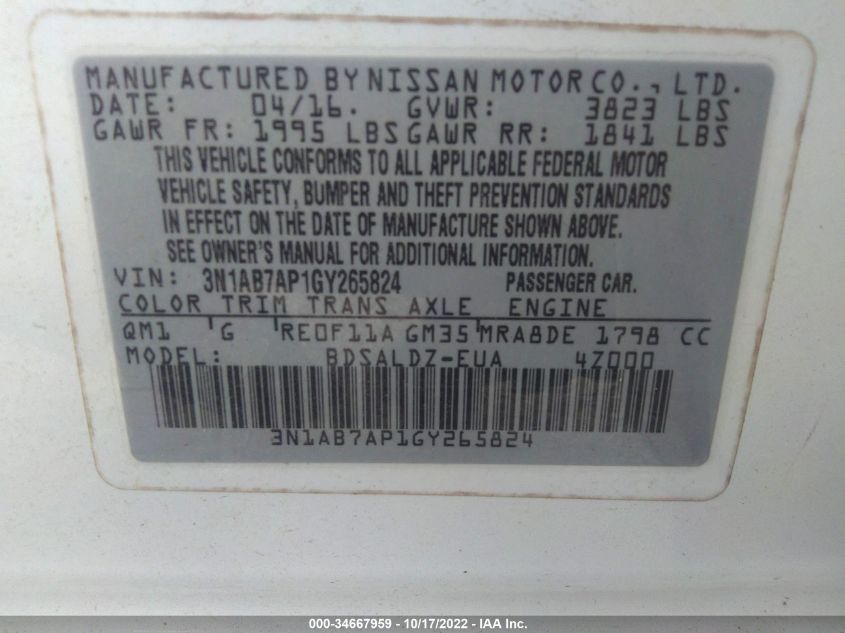 MANUFACTURED BY NISSAN MOTOR CO., LTD.
DATE: 04/16. GVWR: 3823 LBS
GAWR FR: 1995 LBS GAWR RR: 1841 LBS
THIS VEHICLE CONFORMS TO ALL APPLICABLE FEDERAL MOTOR
VEHICLE SAFETY, BUMPER AND THEFT PREVENTION STANDARDS
IN EFFECT ON THE DATE OF MANUFACTURE SHOWN ABOVE.
SEE OWNER'S MANUAL FOR ADDITIONAL INFORMATION.
VIN: 3N1AB7AP1GY265824 PASSENGER CAR.
COLOR TRIM TRANS AXLE ENGINE
QM1 ' G ' RE0F11A GM35 ' MRA8DE 1798 CC
MODEL: BDSALDZ-EUA 4Z000
3N1AB7AP1GY265824
000-34667959 - 10/17/2022 - IAA Inc.